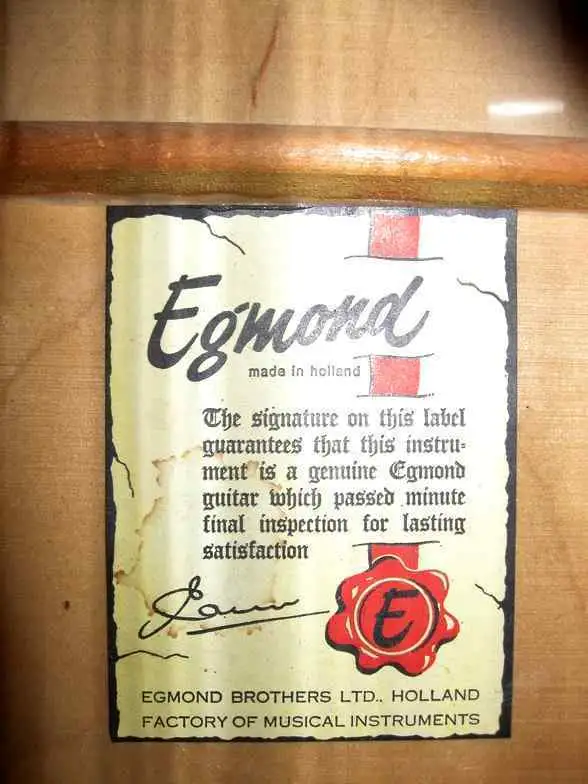 Egmond
made in holland
The signature on this label
guarantees that this instru-
ment is a genuine Egmond
guitar which passed minute
final inspection for lasting
satisfaction
E
EGMOND BROTHERS LTD., HOLLAND
FACTORY OF MUSICAL INSTRUMENTS